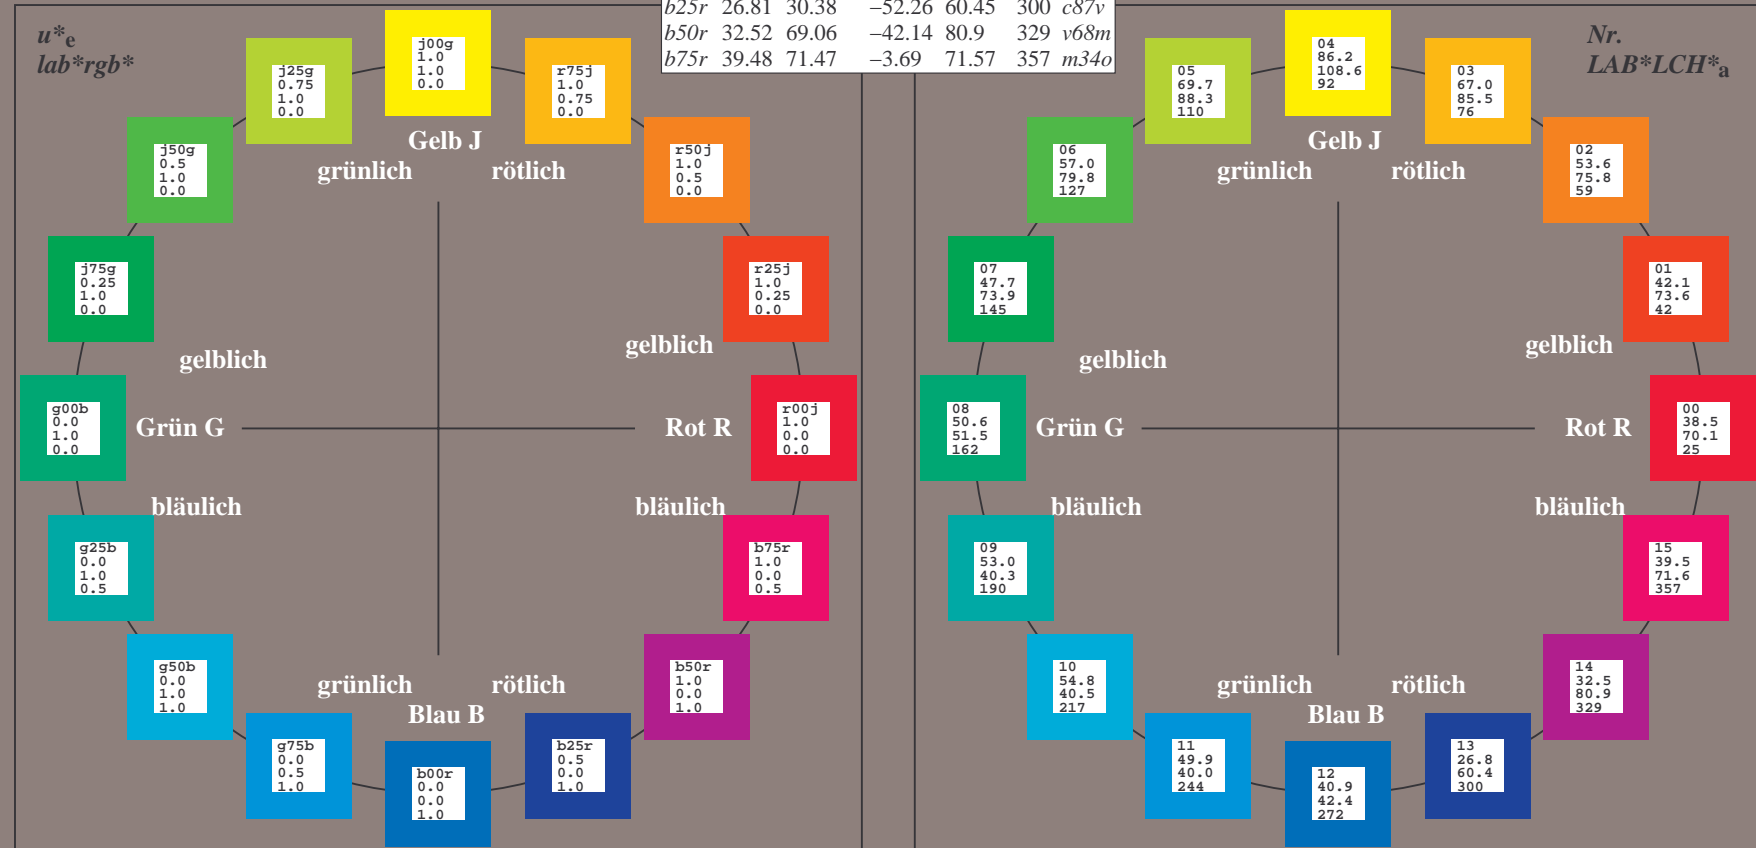 b25r 26.81 30.38 −52.26 60.45 300 c87v
b50r 32.52 69.06 −42.14 80.9 329 v68m
b75r 39.48 71.47 −3.69 71.57 357 m34o
u*e
lab*rgb*
j00g
1.0
1.0
0.0
j25g
0.75
1.0
0.0
r75j
1.0
0.75
0.0
Gelb J
grünlich rötlich
j50g
0.5
1.0
0.0
r50j
1.0
0.5
0.0
j75g
0.25
1.0
0.0
r25j
1.0
0.25
0.0
gelblich
gelblich
g00b
0.0
1.0
0.0
Grün G
Rot R
r00j
1.0
0.0
0.0
bläulich
bläulich
g25b
0.0
1.0
0.5
b75r
1.0
0.0
0.5
g50b
0.0
1.0
1.0
b50r
1.0
0.0
1.0
grünlich rötlich
Blau B
g75b
0.0
0.5
1.0
b00r
0.0
0.0
1.0
b25r
0.5
0.0
1.0
Nr.
LAB*LCH*a
04
86.2
108.6
92
05
69.7
88.3
110
03
67.0
85.5
76
Gelb J
grünlich rötlich
06
57.0
79.8
127
02
53.6
75.8
59
07
47.7
73.9
145
01
42.1
73.6
42
gelblich
gelblich
08
50.6
51.5
162
Grün G
Rot R
00
38.5
70.1
25
bläulich
bläulich
09
53.0
40.3
190
15
39.5
71.6
357
10
54.8
40.5
217
14
32.5
80.9
329
grünlich rötlich
Blau B
11
49.9
40.0
244
12
40.9
42.4
272
13
26.8
60.4
300